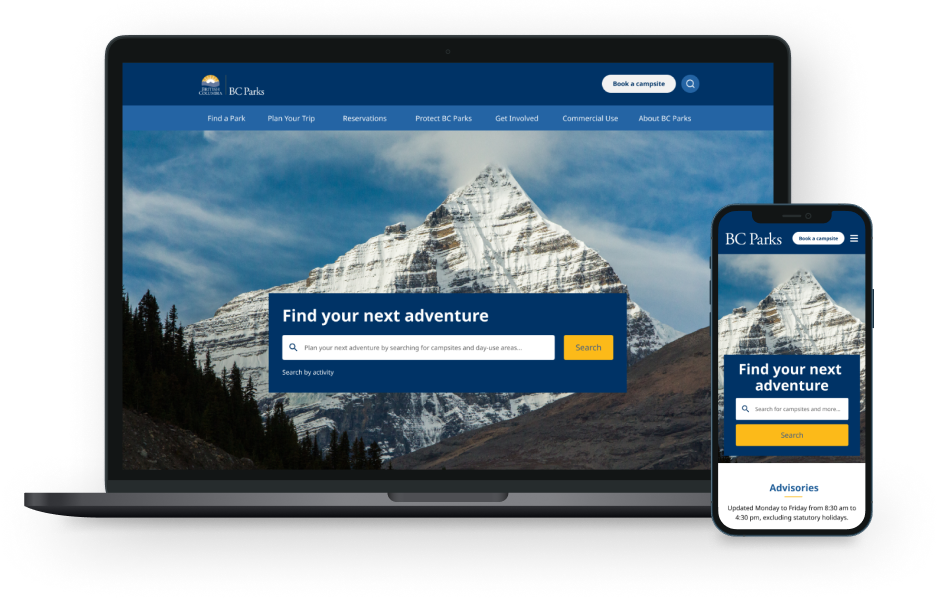 BRITISH
COLUMBIA
BC Parks
Book a campsite
Find a Park Plan Your Trip Reservations Protect BC Parks Get Involved Commercial Use About BC Parks
Find your next adventure
Plan your next adventure by searching for campsites and day-use areas...
Search
Search by activity
BC Parks
Book a campsite
Find your next
adventure
Search for campsites and more...
Search
Advisories
Updated Monday to Friday from 8:30 am to
4:30 pm, excluding statutory holidays.